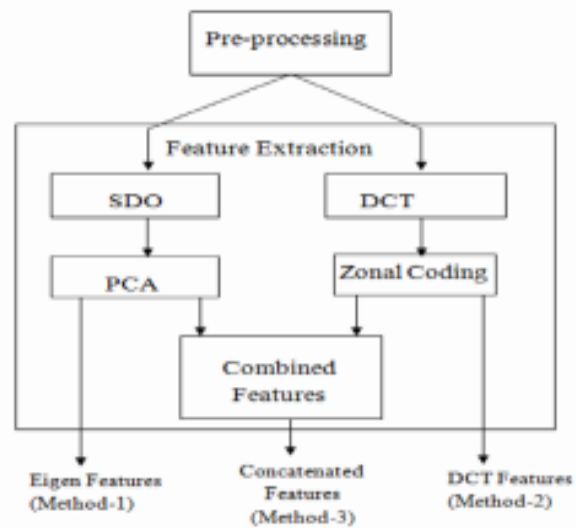 Pre-processing
Feature Extraction
SDO
DCT
PCA
Zonal Coding
Combined
Features
Eigen Features
(Method-1)
Concatenated
Features
(Method-3)
DCT Features
(Method-2)